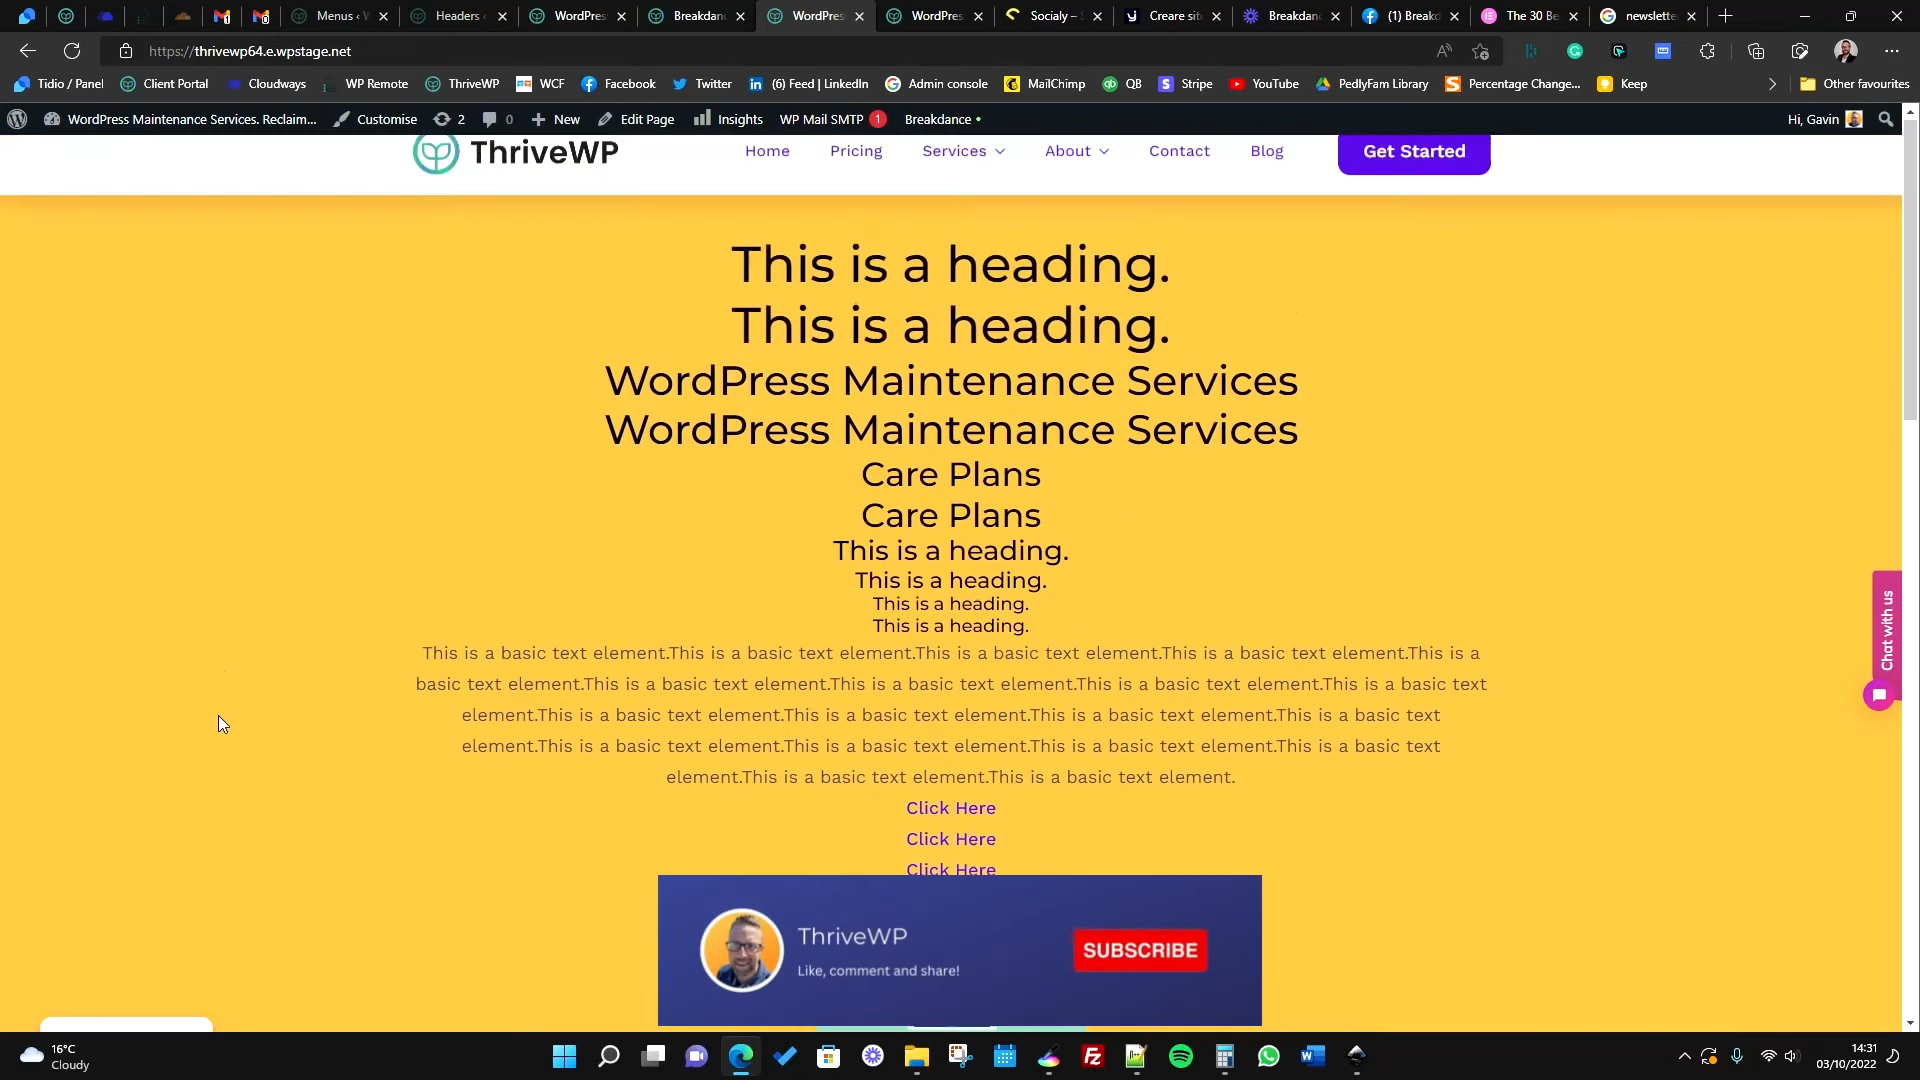 1
0
Menus ‹ W
Headers ‹
WordPre
Breakdan
WordPres
WordPre
Socialy –
Creare sit
Breakdan
(1) Breakd
The 30 Be
newslette
https://thrivewp64.e.wpstage.net
Tidio / Panel
Client Portal
Cloudways
WP Remote
ThriveWP
WCF
Facebook
Twitter
(6) Feed | LinkedIn
Admin console
MailChimp
QB
Stripe
YouTube
PedlyFam Library
Percentage Change...
Keep
Other favourites
WordPress Maintenance Services. Reclaim...
Customise
2
0
New
Edit Page
Insights
WP Mail SMTP 1
Breakdance
Hi, Gavin
ThriveWP
Home
Pricing
Services
About
Contact
Blog
Get Started
This is a heading.
This is a heading.
WordPress Maintenance Services
WordPress Maintenance Services
Care Plans
Care Plans
This is a heading.
This is a heading.
This is a heading.
This is a heading.
This is a basic text element.This is a basic text element.This is a basic text element.This is a basic text element.This is a
basic text element.This is a basic text element.This is a basic text element.This is a basic text element.This is a basic text
element.This is a basic text element.This is a basic text element.This is a basic text element.This is a basic text
element.This is a basic text element.This is a basic text element.This is a basic text element.This is a basic text
element.This is a basic text element.This is a basic text element.
Click Here
Click Here
Click Here
Chat with us
ThriveWP
Like, comment and share!
SUBSCRIBE
16°C
Cloudy
14:31
03/10/2022